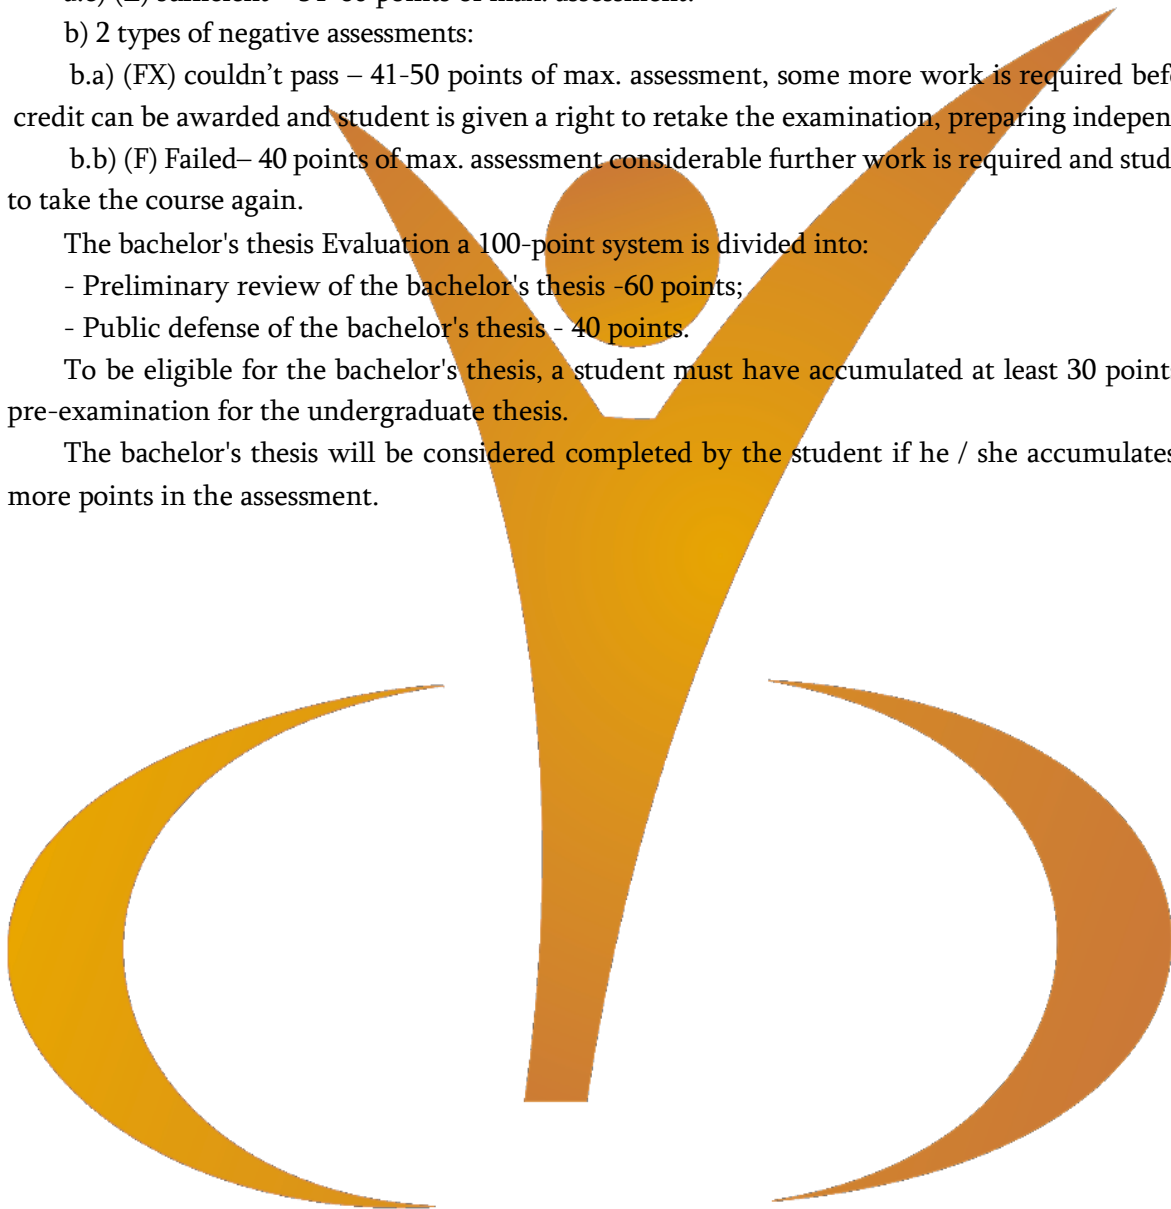 b) 2 types of negative assessments:
b.a) (FX) couldn’t pass – 41-50 points of max. assessment, some more work is required
credit can be awarded and student is given a right to retake the examination, preparing
b.b) (F) Failed– 40 points of max. assessment considerable further work is required and
to take the course again.
The bachelor's thesis Evaluation a 100-point system is divided into:
- Preliminary review of the bachelor's thesis -60 points;
- Public defense of the bachelor's thesis - 40 points.
To be eligible for the bachelor's thesis, a student must have accumulated at least 30
pre-examination for the undergraduate thesis.
The bachelor's thesis will be considered completed by the student if he / she accumulates
more points in the assessment.